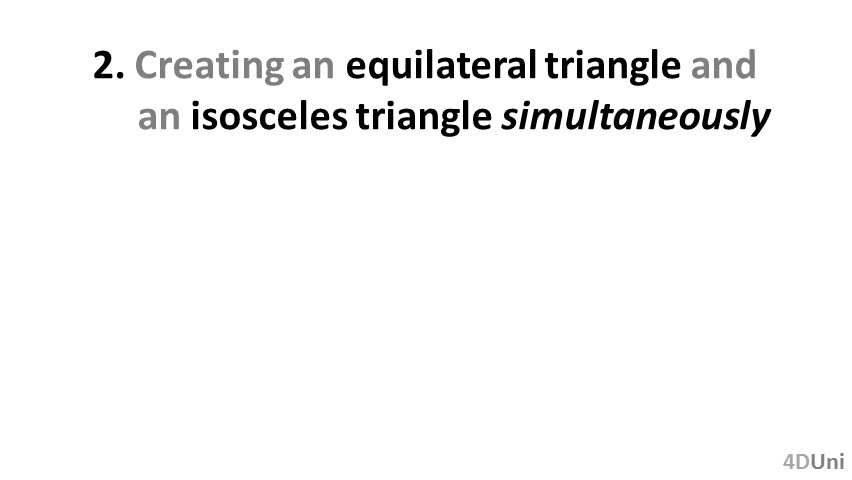 2. Creating an equilateral triangle and
an isosceles triangle simultaneously
4DUni